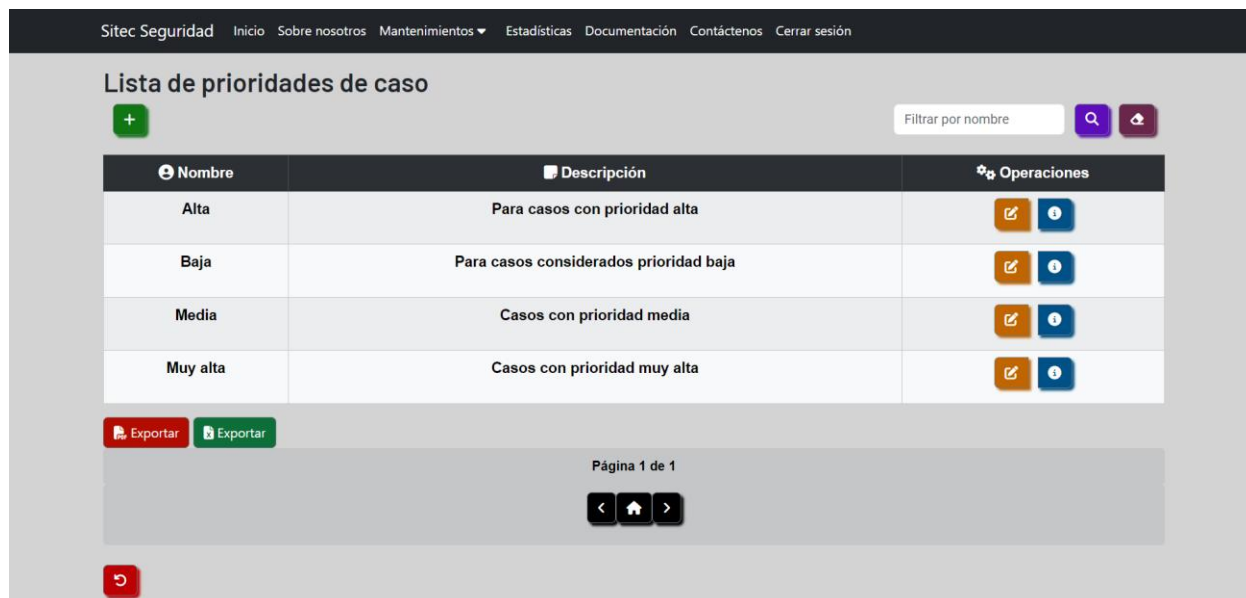 Sitec Seguridad Inicio Sobre nosotros Mantenimientos Estadísticas Documentación Contáctenos Cerrar sesión
Lista de prioridades de caso
Filtrar por nombre
Nombre Descripción Operaciones
Alta Para casos con prioridad alta
Baja Para casos considerados prioridad baja
Media Casos con prioridad media
Muy alta Casos con prioridad muy alta
Exportar Exportar
Página 1 de 1